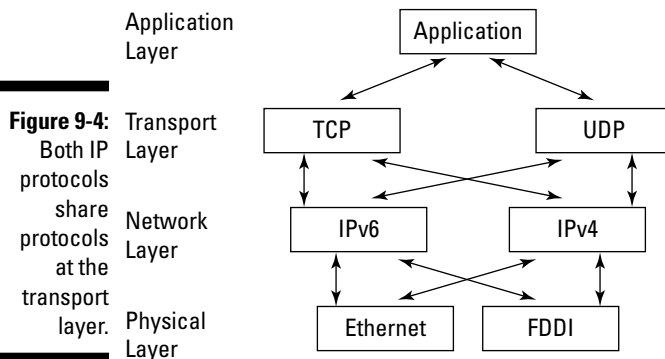 Figure 9-4:
Both IP
protocols
share
protocols
at the
transport
layer.
Application
Layer
Application
Transport
Layer
TCP
UDP
Network
Layer
IPv6
IPv4
Physical
Layer
Ethernet
FDDI